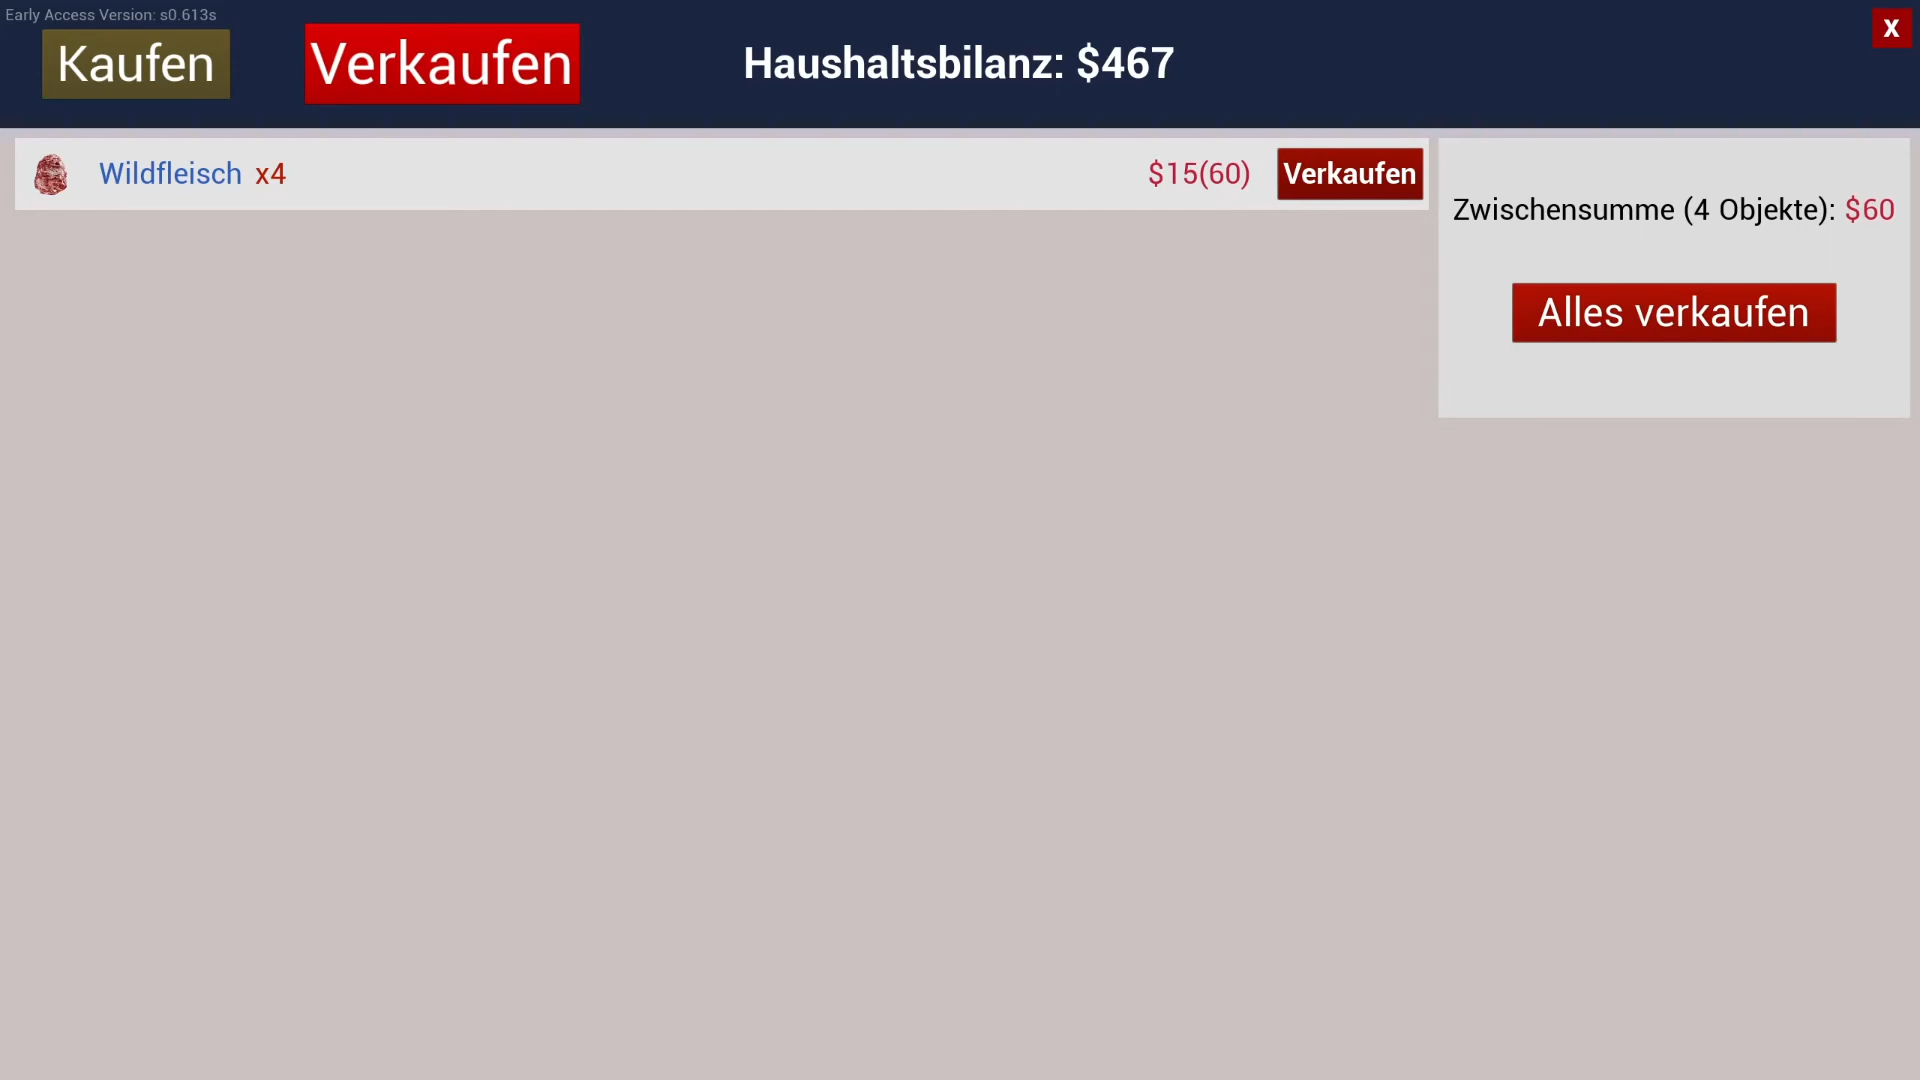 Early Access Version: s0.613s
Kaufen
Verkaufen
Haushaltsbilanz: $467
X
Wildfleisch x4
$15(60)
Verkaufen
Zwischensumme (4 Objekte): $60
Alles verkaufen